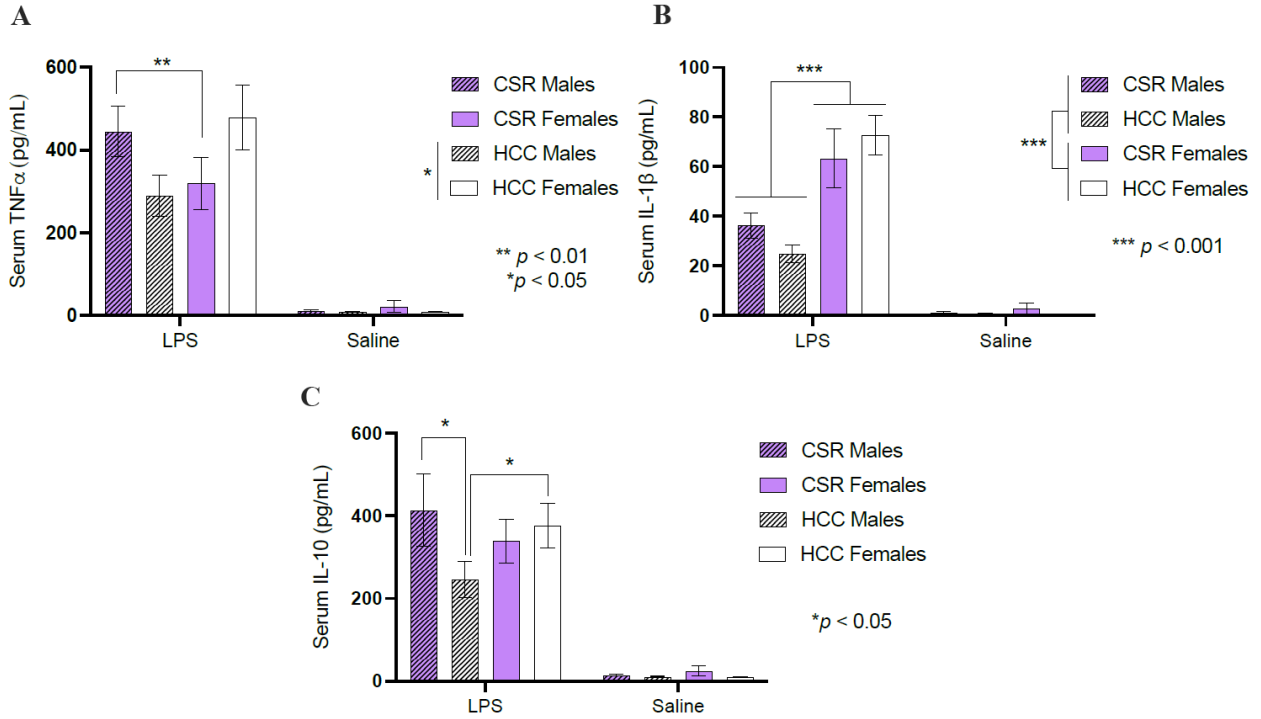 A
Serum TNFα (pg/mL)
600
400
200
0
**
LPS
Saline
CSR Males
CSR Females
HCC Males
HCC Females
*
** p < 0.01
*p < 0.05
B
Serum IL-1β (pg/mL)
100
80
60
40
20
0
***
LPS
Saline
CSR Males
HCC Males
CSR Females
HCC Females
***
*** p < 0.001
C
Serum IL-10 (pg/mL)
600
400
200
0
*
*
LPS
Saline
CSR Males
CSR Females
HCC Males
HCC Females
*p < 0.05